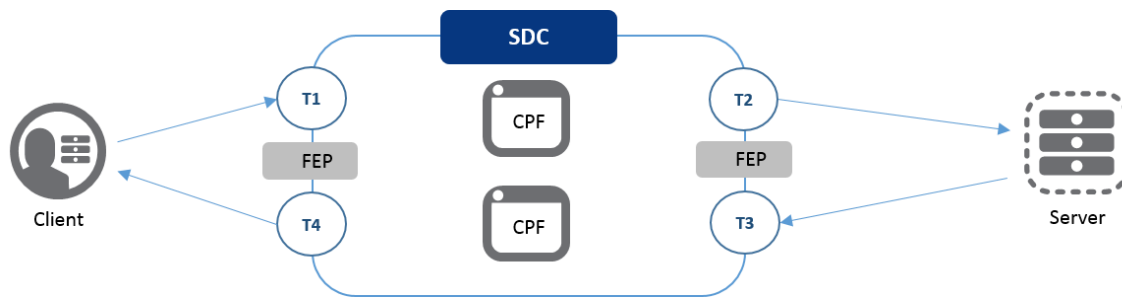 SDC
T1
T2
CPF
FEP
FEP
Client
T4
CPF
T3
Server